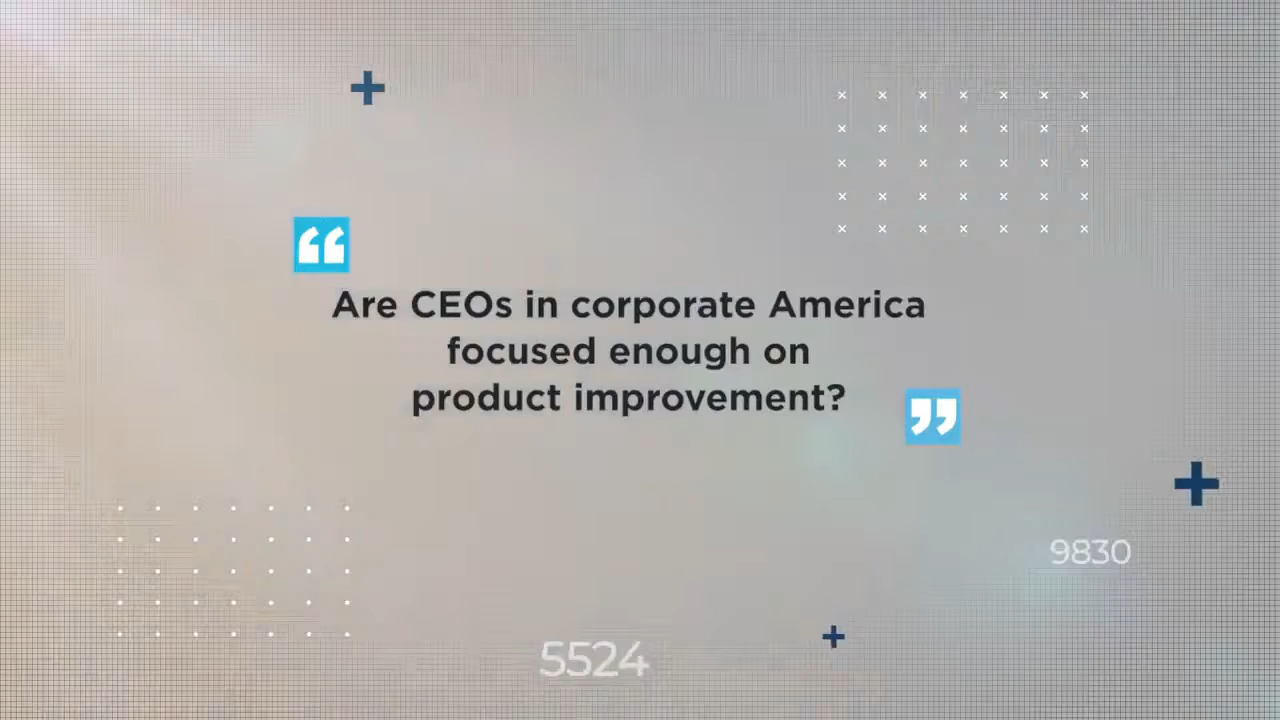 “
Are CEOs in corporate America
focused enough on
product improvement?
”
9830
5524